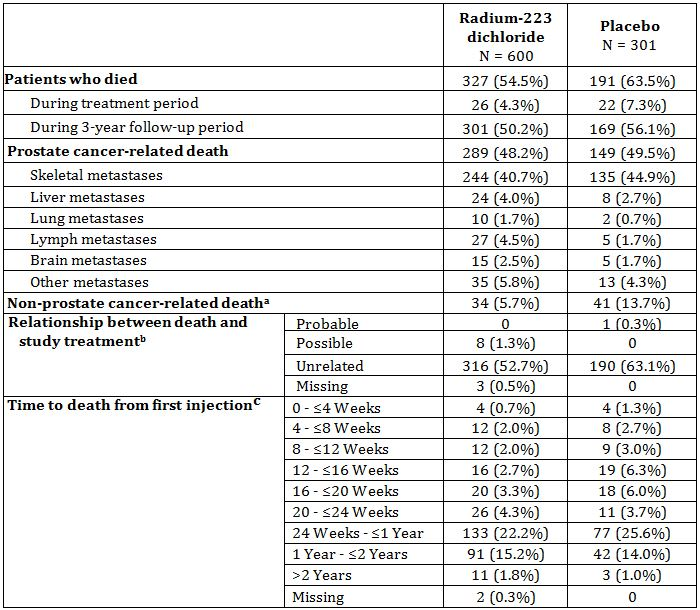 Radium-223 dichloride N = 600 Placebo N = 301
Patients who died 327 (54.5%) 191 (63.5%)
During treatment period 26 (4.3%) 22 (7.3%)
During 3-year follow-up period 301 (50.2%) 169 (56.1%)
Prostate cancer-related death 289 (48.2%) 149 (49.5%)
Skeletal metastases 244 (40.7%) 135 (44.9%)
Liver metastases 24 (4.0%) 8 (2.7%)
Lung metastases 10 (1.7%) 2 (0.7%)
Lymph metastases 27 (4.5%) 5 (1.7%)
Brain metastases 15 (2.5%) 5 (1.7%)
Other metastases 35 (5.8%) 13 (4.3%)
Non-prostate cancer-related deathᵃ 34 (5.7%) 41 (13.7%)
Relationship between death and study treatmentᵇ Probable 0 1 (0.3%)
Possible 8 (1.3%) 0
Unrelated 316 (52.7%) 190 (63.1%)
Missing 3 (0.5%) 0
Time to death from first injectionᶜ 0 - ≤4 Weeks 4 (0.7%) 4 (1.3%)
4 - ≤8 Weeks 12 (2.0%) 8 (2.7%)
8 - ≤12 Weeks 12 (2.0%) 9 (3.0%)
12 - ≤16 Weeks 16 (2.7%) 19 (6.3%)
16 - ≤20 Weeks 20 (3.3%) 18 (6.0%)
20 - ≤24 Weeks 26 (4.3%) 11 (3.7%)
24 Weeks - ≤1 Year 133 (22.2%) 77 (25.6%)
1 Year - ≤2 Years 91 (15.2%) 42 (14.0%)
>2 Years 11 (1.8%) 3 (1.0%)
Missing 2 (0.3%) 0